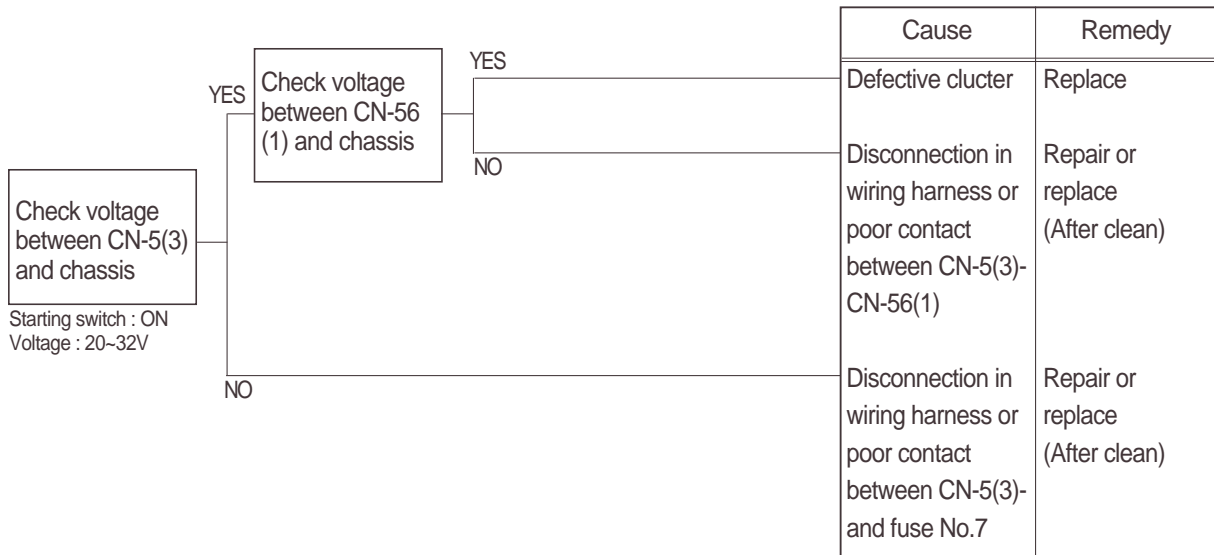 Cause
Remedy
YES
Check voltage
between CN-56
(1) and chassis
YES
NO
Defective clucter
Replace
Disconnection in
wiring harness or
poor contact
between CN-5(3)-
CN-56(1)
Repair or
replace
(After clean)
Check voltage
between CN-5(3)
and chassis
Starting switch : ON
Voltage : 20~32V
NO
Disconnection in
wiring harness or
poor contact
between CN-5(3)-
and fuse No.7
Repair or
replace
(After clean)